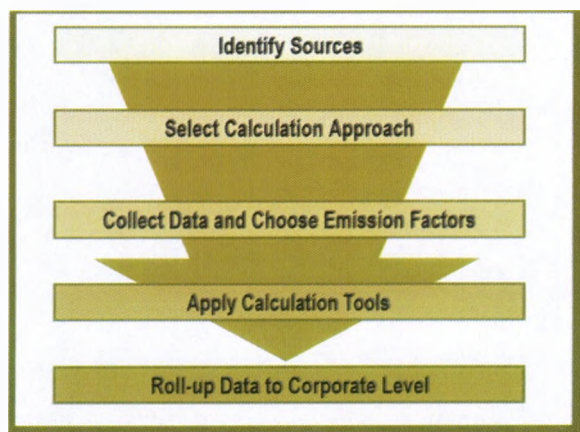 Identify Sources
Select Calculation Approach
Collect Data and Choose Emission Factors
Apply Calculation Tools
Roll-up Data to Corporate Level